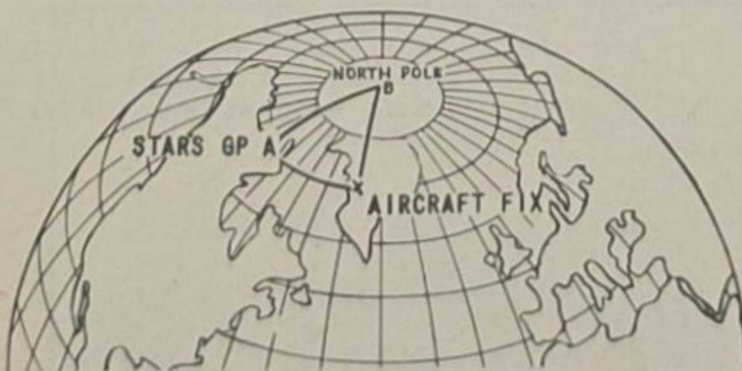 NORTH POLE
B
STARS GP A
X
AIRCRAFT FIX